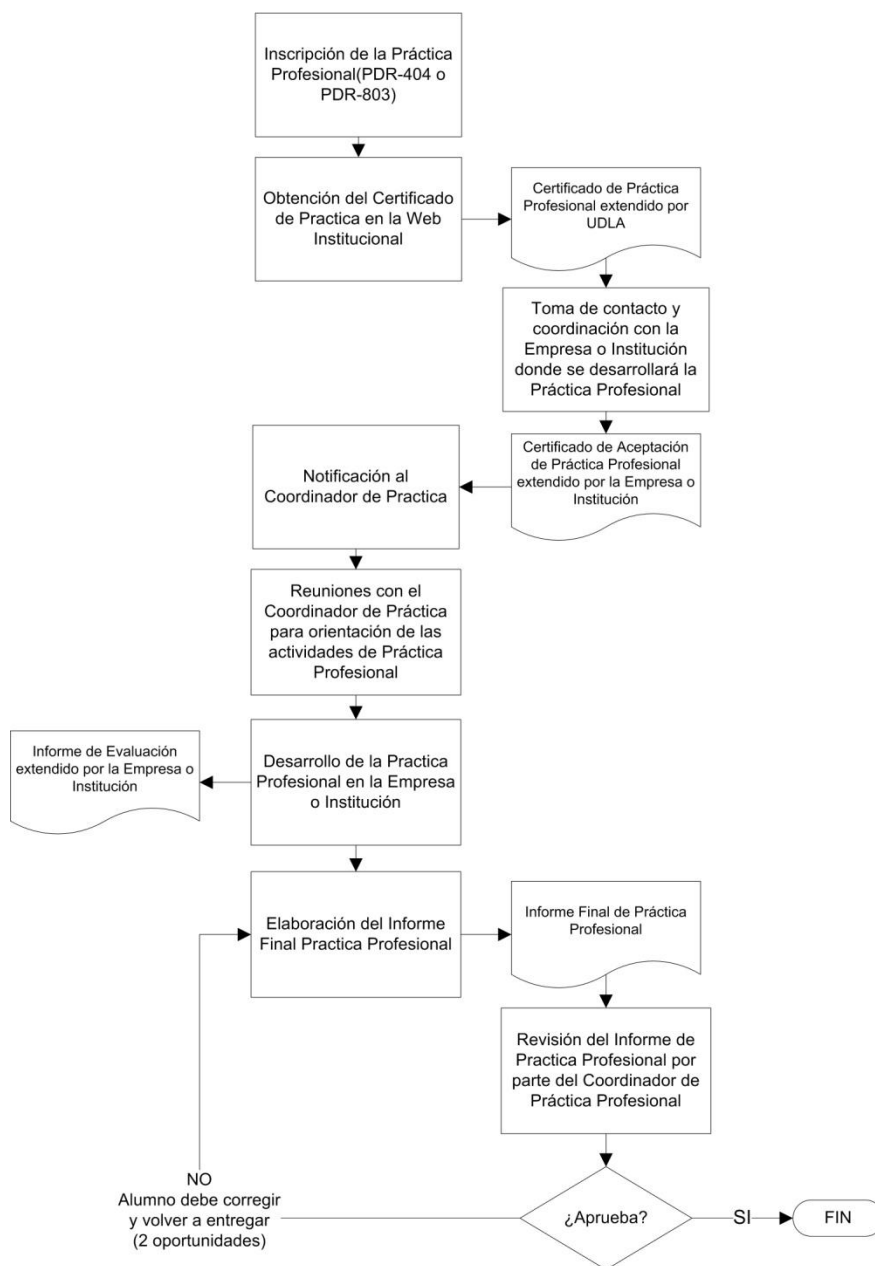 Inscripción de la Práctica
Profesional(PDR-404 o
PDR-803)
Obtención del Certificado
de Practica en la Web
Institucional
Certificado de Práctica
Profesional extendido por
UDLA
Toma de contacto y
coordinación con la
Empresa o Institución
donde se desarrollará la
Práctica Profesional
Certificado de Aceptación
de Práctica Profesional
extendido por la Empresa o
Institución
Notificación al
Coordinador de Practica
Reuniones con el
Coordinador de Práctica
para orientación de las
actividades de Práctica
Profesional
Desarrollo de la Practica
Profesional en la Empresa
o Institución
Informe de Evaluación
extendido por la Empresa o
Institución
Elaboración del Informe
Final Practica Profesional
Informe Final de Práctica
Profesional
Revisión del Informe de
Practica Profesional por
parte del Coordinador de
Práctica Profesional
¿Aprueba?
NO
Alumno debe corregir
y volver a entregar
(2 oportunidades)
SI
FIN